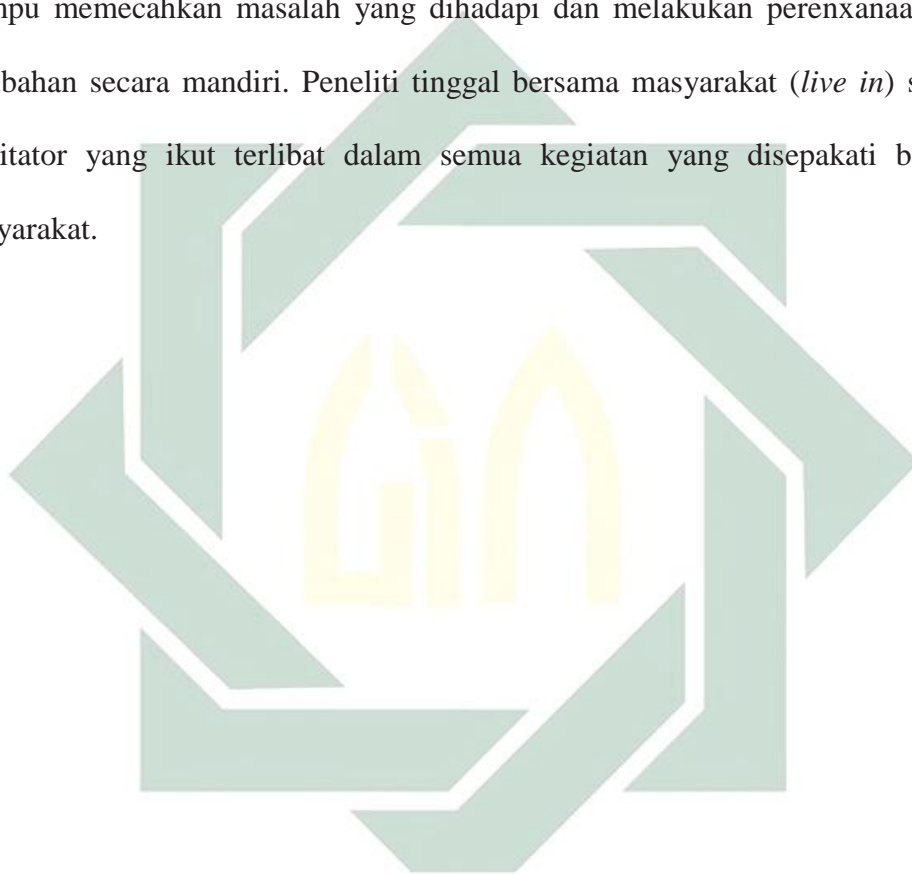 mpu memecahkan masalah yang dihadapi dan melakukan perenxanaa
bahan secara mandiri. Peneliti tinggal bersama masyarakat (live in) s
itator yang ikut terlibat dalam semua kegiatan yang disepakati b
yarakat.